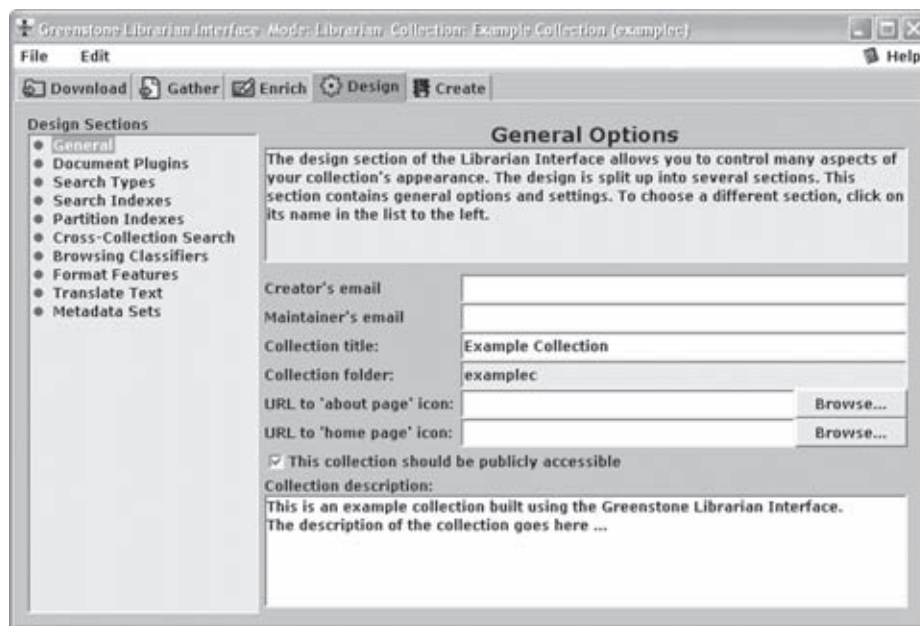 Greenstone Librarian Interface Mode: Librarian Collection: Example Collection (examplec)
File Edit Help
Download Gather Enrich Design Create
Design Sections
General
Document Plugins
Search Types
Search Indexes
Partition Indexes
Cross-Collection Search
Browsing Classifiers
Format Features
Translate Text
Metadata Sets
General Options
The design section of the Librarian Interface allows you to control many aspects of
your collection's appearance. The design is split up into several sections. This
section contains general options and settings. To choose a different section, click on
its name in the list to the left.
Creator's email
Maintainer's email
Collection title: Example Collection
Collection folder: examplec
URL to 'about page' icon: Browse...
URL to 'home page' icon: Browse...
This collection should be publicly accessible
Collection description:
This is an example collection built using the Greenstone Librarian Interface.
The description of the collection goes here ...